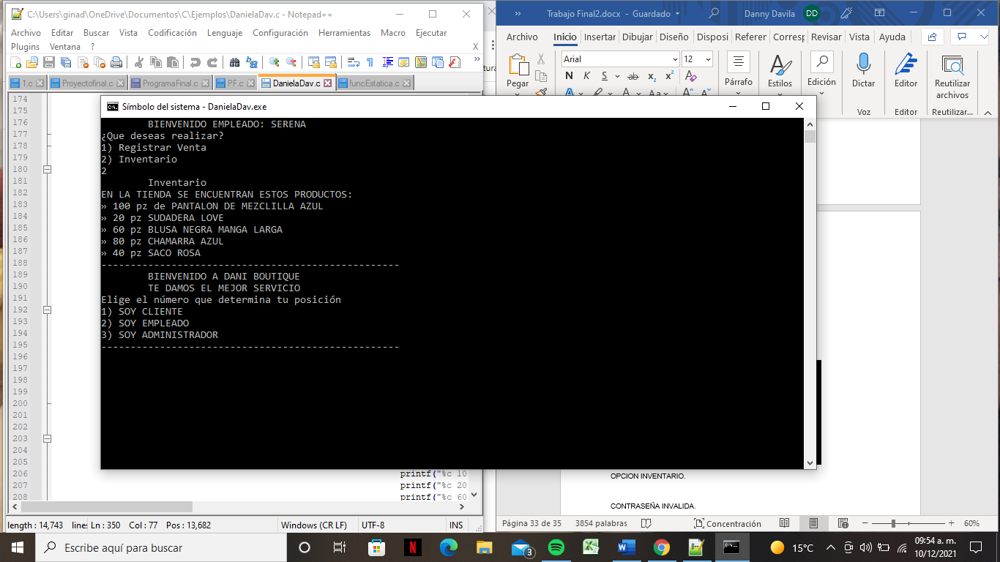 C:\Users\ginad\OneDrive\Documentos\C\Ejemplos\DanielaDav.c - Notepad++
Archivo Editar Buscar Vista Codificación Lenguaje Configuración Herramientas Macro Ejecutar
Plugins Ventana ? X
1.c Proyectofinal.c ProgramaFinal.c PF.c DanielaDav.c funcEstatica.c
174
175
176
177
178
179
180
181
182
183
184
185
186
187
188
189
190
191
192
193
194
195
196
197
198
199
200
201
202
203
204
205
206 printf("%c 10
207 printf("%c 20
208 printf("%c 60
length : 14,743 lines Ln : 350 Col : 77 Pos : 13,682 Windows (CR LF) UTF-8 INS
Trabajo Final2.docx - Guardado Danny Davila DD
Archivo Inicio Insertar Dibujar Diseño Disposi Referer Corresp Revisar Vista Ayuda
Arial 12
Pegar
N K S ab x₂ x²
Aa
Párrafo Estilos Edición Dictar Editor Reutilizar archivos
Voz Editor Reutilizar...
Símbolo del sistema - DanielaDav.exe
BIENVENIDO EMPLEADO: SERENA
¿Que deseas realizar?
1) Registrar Venta
2) Inventario
2
Inventario
EN LA TIENDA SE ENCUENTRAN ESTOS PRODUCTOS:
» 100 pz de PANTALON DE MEZCLILLA AZUL
» 20 pz SUDADERA LOVE
» 60 pz BLUSA NEGRA MANGA LARGA
» 80 pz CHAMARRA AZUL
» 40 pz SACO ROSA
---------------------------------------------------
BIENVENIDO A DANI BOUTIQUE
TE DAMOS EL MEJOR SERVICIO
Elige el número que determina tu posición
1) SOY CLIENTE
2) SOY EMPLEADO
3) SOY ADMINISTRADOR
---------------------------------------------------
OPCION INVENTARIO.
CONTRASEÑA INVALIDA.
Página 33 de 35 3854 palabras Concentración 60%
Escribe aquí para buscar
3
15°C
09:54 a. m.
10/12/2021